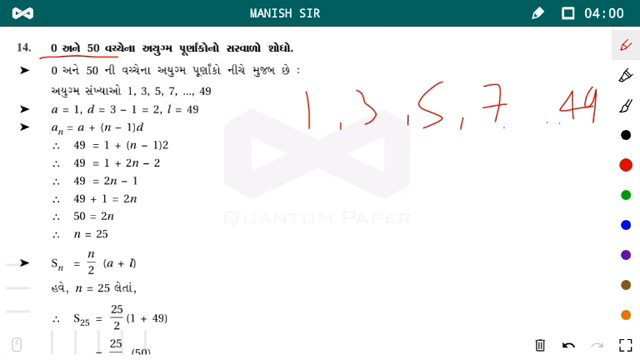 MANISH SIR
04:00
14. 0 અને 50 વચ્ચેના અયુગ્મ પૂર્ણાંકોનો સરવાળો શોધો.
➤ 0 અને 50 ની વચ્ચેના અયુગ્મ પૂર્ણાંકો નીચે મુજબ છે :
અયુગ્મ સંખ્યાઓ 1, 3, 5, 7, ..., 49
1, 3, 5, 7 ... 49
➤ a = 1, d = 3 − 1 = 2, l = 49
➤ aₙ = a + (n − 1)d
∴ 49 = 1 + (n − 1)2
∴ 49 = 1 + 2n − 2
∴ 49 = 2n − 1
∴ 49 + 1 = 2n
∴ 50 = 2n
∴ n = 25
QUANTUM PAPER
➤ Sₙ = n/2 (a + l)
હવે, n = 25 લેતાં,
∴ S₂₅ = 25/2 (1 + 49)
= 25 (50)